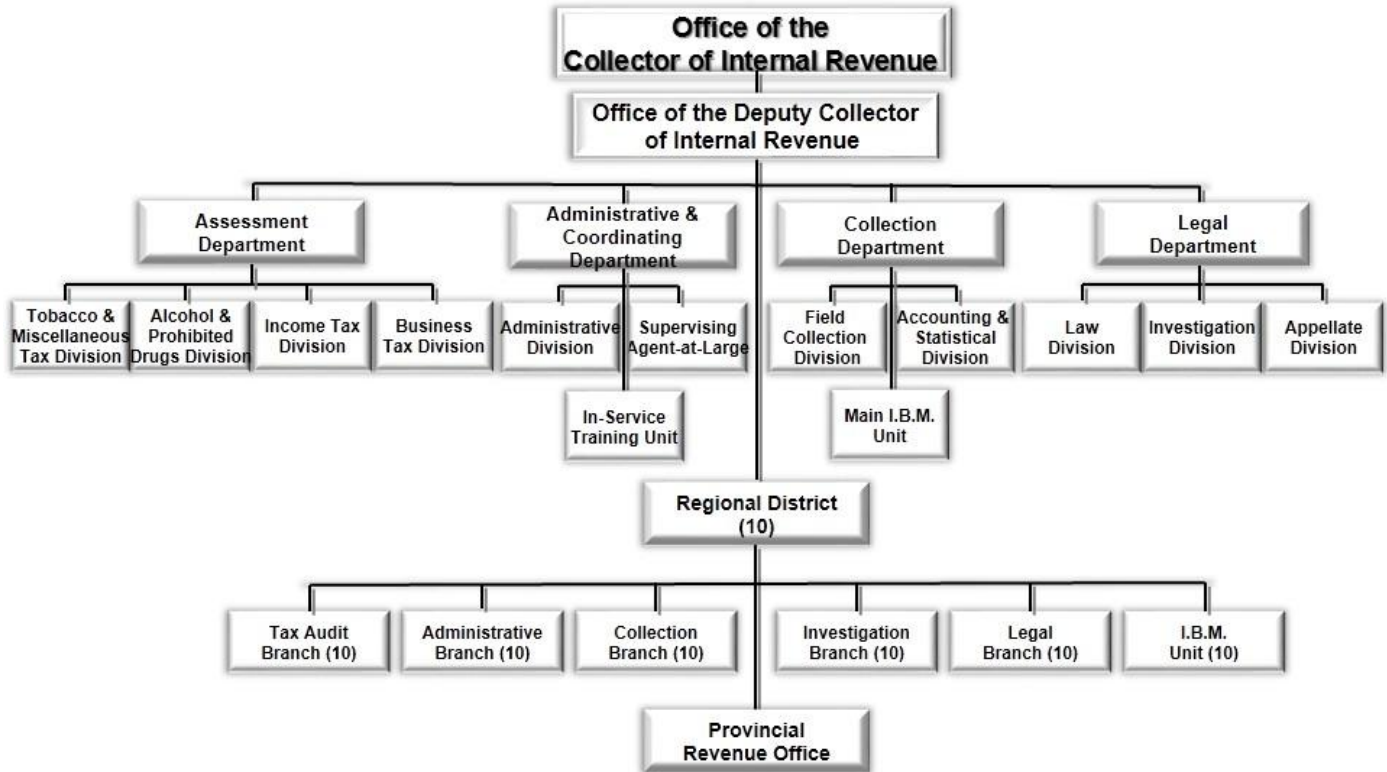 Office of the
Collector of Internal Revenue
Office of the Deputy Collector
of Internal Revenue
Assessment
Department
Administrative &
Coordinating
Department
Collection
Department
Legal
Department
Tobacco &
Miscellaneous
Tax Division
Alcohol &
Prohibited
Drugs Division
Income Tax
Division
Business
Tax Division
Administrative
Division
Supervising
Agent-at-Large
Field
Collection
Division
Accounting &
Statistical
Division
Law
Division
Investigation
Division
Appellate
Division
In-Service
Training Unit
Main I.B.M.
Unit
Regional District
(10)
Tax Audit
Branch (10)
Administrative
Branch (10)
Collection
Branch (10)
Investigation
Branch (10)
Legal
Branch (10)
I.B.M.
Unit (10)
Provincial
Revenue Office